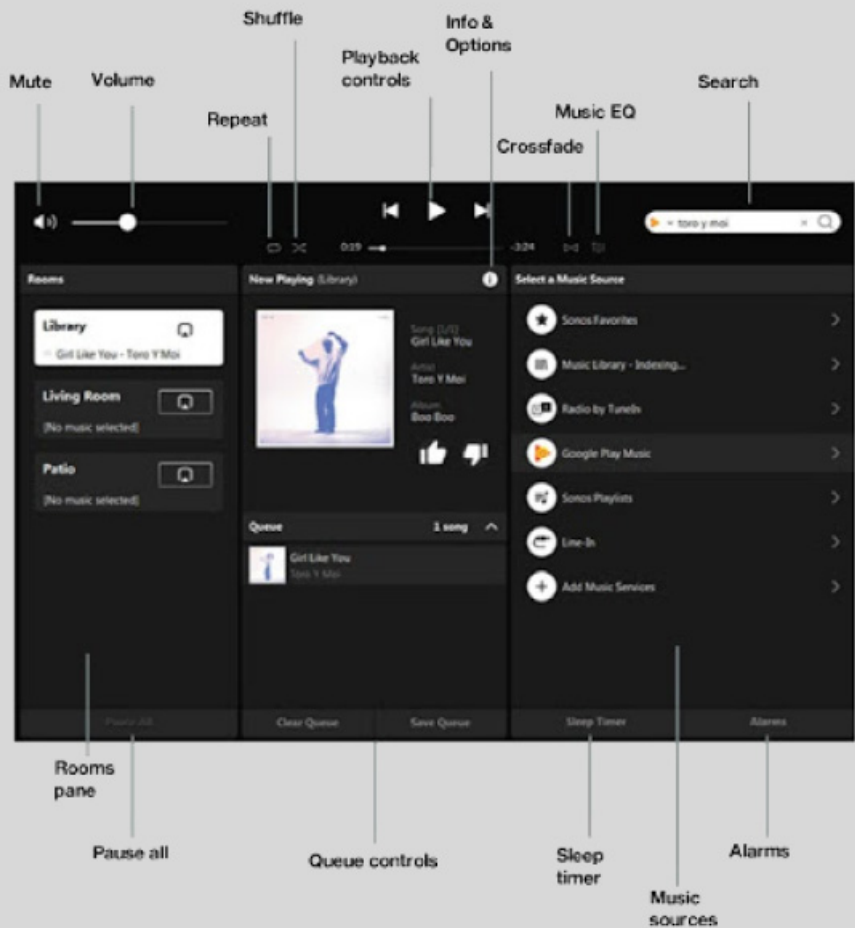 Shuffle
Info &
Options
Playback
controls
Mute
Volume
Search
Repeat
Music EQ
Crossfade
toro y moi
0:19
-3:24
Rooms
Now Playing (Library)
Select a Music Source
Library
Girl Like You - Toro Y Moi
Living Room
[No music selected]
Patio
[No music selected]
Song [1/1]
Girl Like You
Artist
Toro Y Moi
Album
Boo Boo
Queue
1 song
Girl Like You
Toro Y Moi
Sonos Favorites
Music Library - Indexing...
Radio by TuneIn
Google Play Music
Sonos Playlists
Line-In
Add Music Services
Pause All
Clear Queue
Save Queue
Sleep Timer
Alarms
Rooms
pane
Pause all
Queue controls
Sleep
timer
Alarms
Music
sources